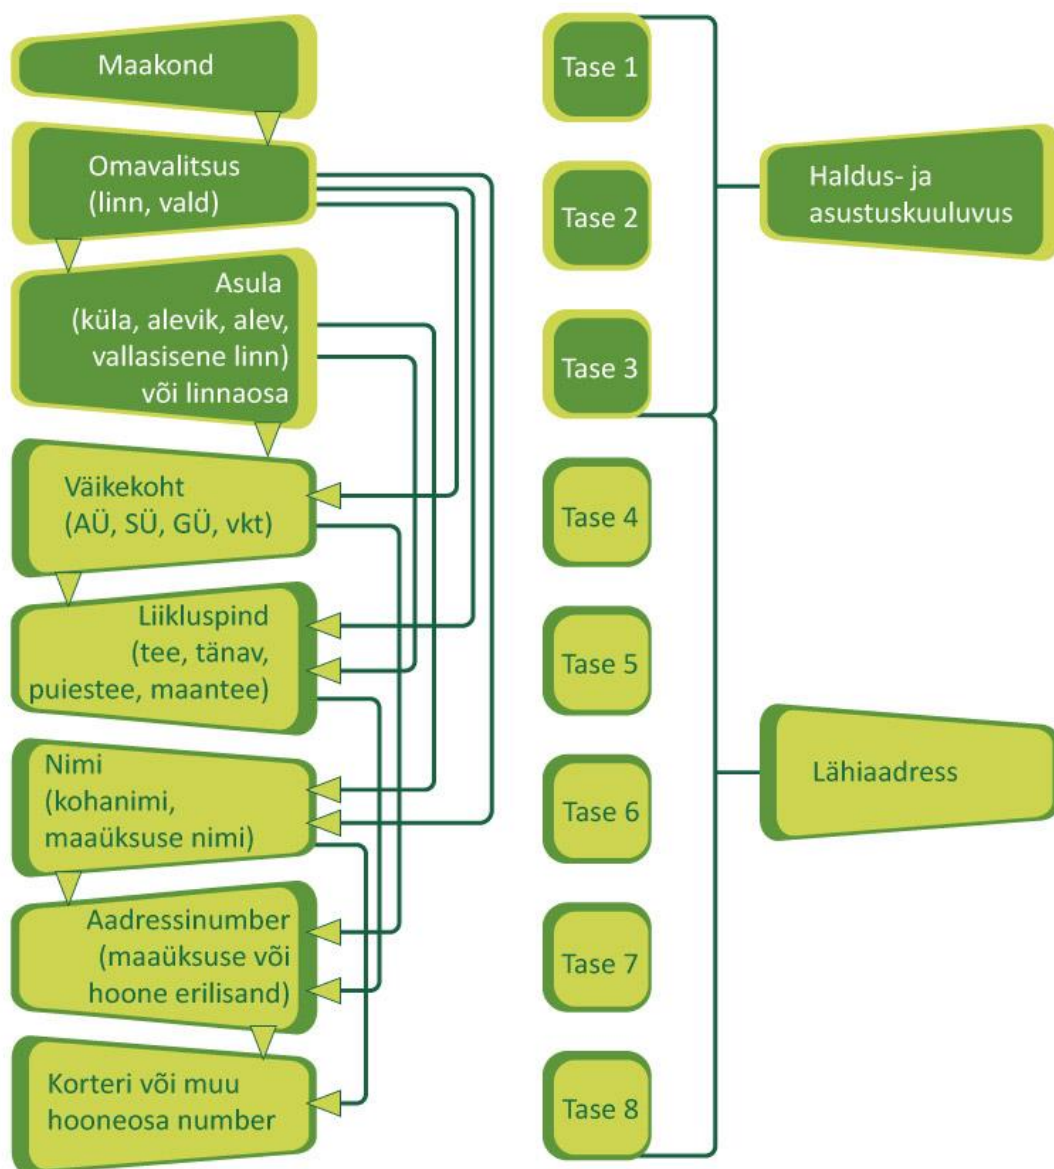 Maakond
Omavalitsus
(linn, vald)
Asula
(küla, alevik, alev,
vallasisene linn)
või linnaosa
Väikekoht
(AÜ, SÜ, GÜ, vkt)
Liikluspind
(tee, tänav,
puiestee, maantee)
Nimi
(kohanimi,
maaüksuse nimi)
Aadressinumber
(maaüksuse või
hoone erilisand)
Korteri või muu
hooneosa number
Tase 1
Tase 2
Tase 3
Tase 4
Tase 5
Tase 6
Tase 7
Tase 8
Haldus- ja
asustuskuuluvus
Lähiaadress